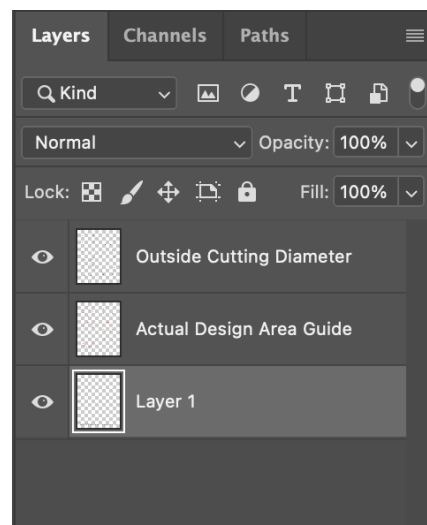 Layers Channels Paths
Kind
Normal Opacity: 100%
Lock: Fill: 100%
Outside Cutting Diameter
Actual Design Area Guide
Layer 1